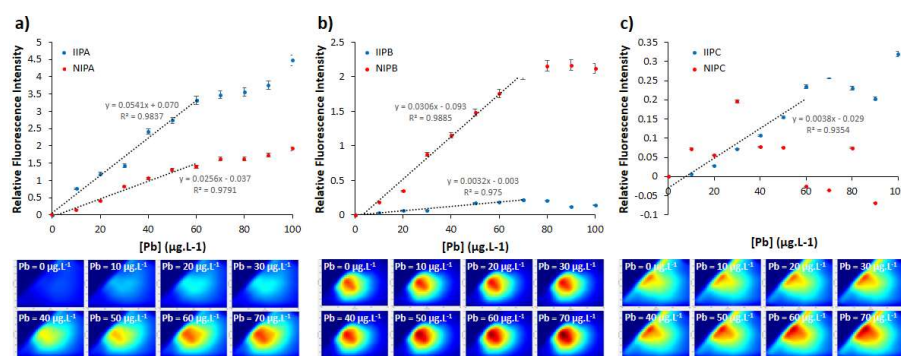 a)
Relative Fluorescence Intensity
5
4.5
4
3.5
3
2.5
2
1.5
1
0.5
0
IIPA
NIPA
y = 0.0541x + 0.070
R² = 0.9837
y = 0.0256x - 0.037
R² = 0.9791
0 20 40 60 80 100
[Pb] (µg.L-1)
Pb = 0 µg.L-1 Pb = 10 µg.L-1 Pb = 20 µg.L-1 Pb = 30 µg.L-1
Pb = 40 µg.L-1 Pb = 50 µg.L-1 Pb = 60 µg.L-1 Pb = 70 µg.L-1
b)
Relative Fluorescence Intensity
2.5
2
1.5
1
0.5
0
IIPB
NIPB
y = 0.0306x - 0.093
R² = 0.9885
y = 0.0032x - 0.003
R² = 0.975
0 20 40 60 80 100
[Pb] (µg.L-1)
Pb = 0 µg.L-1 Pb = 10 µg.L-1 Pb = 20 µg.L-1 Pb = 30 µg.L-1
Pb = 40 µg.L-1 Pb = 50 µg.L-1 Pb = 60 µg.L-1 Pb = 70 µg.L-1
c)
Relative Fluorescence Intensity
0.4
0.35
0.3
0.25
0.2
0.15
0.1
0.05
0
-0.05
-0.1
IIPC
NIPC
y = 0.0038x - 0.029
R² = 0.9354
0 20 40 60 80 100
[Pb] (µg.L-1)
Pb = 0 µg.L-1 Pb = 10 µg.L-1 Pb = 20 µg.L-1 Pb = 30 µg.L-1
Pb = 40 µg.L-1 Pb = 50 µg.L-1 Pb = 60 µg.L-1 Pb = 70 µg.L-1